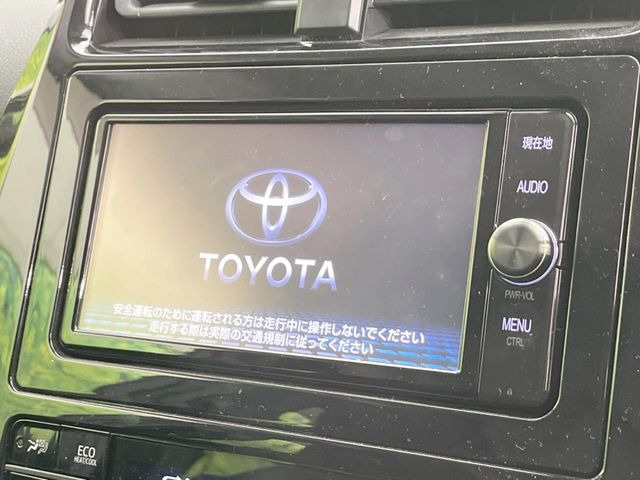 現在地
AUDIO
TOYOTA
PWR-VOL
安全運転のために運転される方は走行中に操作しないでください
走行する際は実際の交通規制に従ってください
MENU
CTRL
ECO
HEAT/COOL